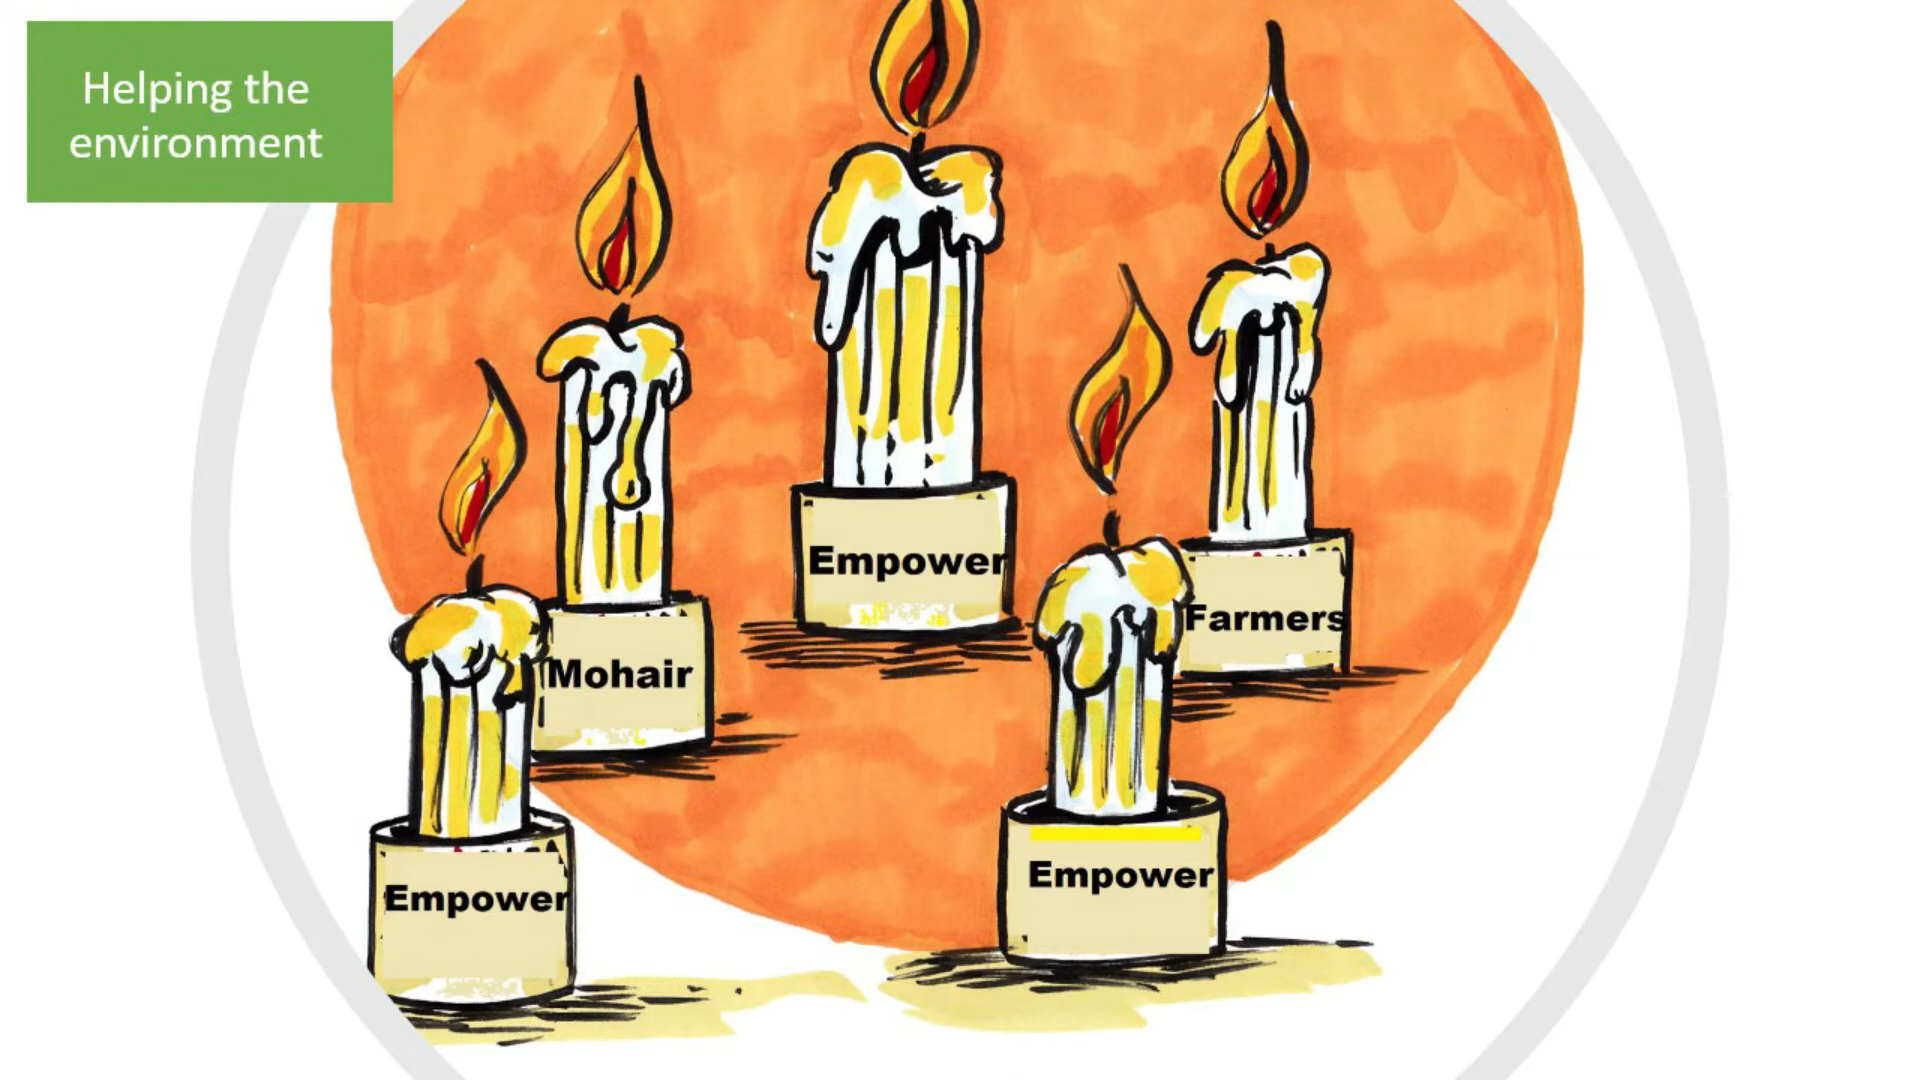 Helping the
environment
Empower
Farmers
Mohair
Empower
Empower